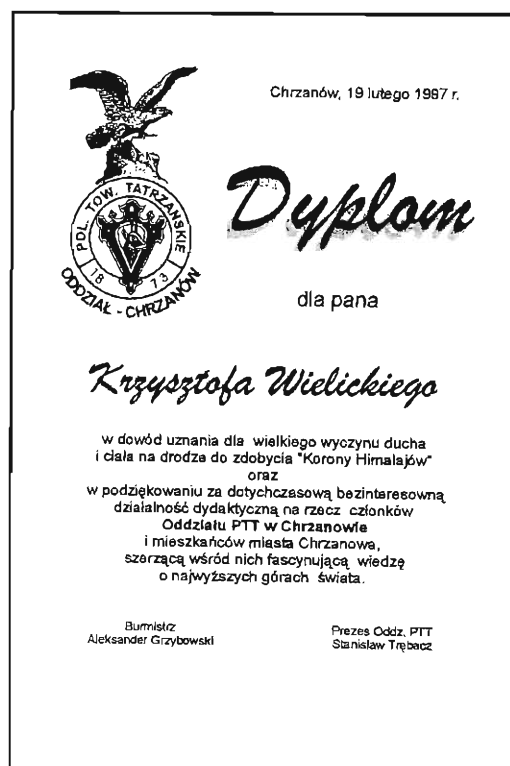 Chrzanów, 19 lutego 1997 r.
POL. TOW. TATRZAŃSKIE
18 73
ODDZIAŁ - CHRZANÓW
Dyplom
dla pana
Krzysztofa Wielickiego
w dowód uznania dla wielkiego wyczynu ducha
i ciała na drodze do zdobycia "Korony Himalajów"
oraz
w podziękowaniu za dotychczasową bezinteresowną
działalność dydaktyczną na rzecz członków
Oddziału PTT w Chrzanowie
i mieszkańców miasta Chrzanowa,
szerzącą wśród nich fascynującą wiedzę
o najwyższych górach świata.
Burmistrz
Aleksander Grzybowski
Prezes Oddz. PTT
Stanisław Trębacz